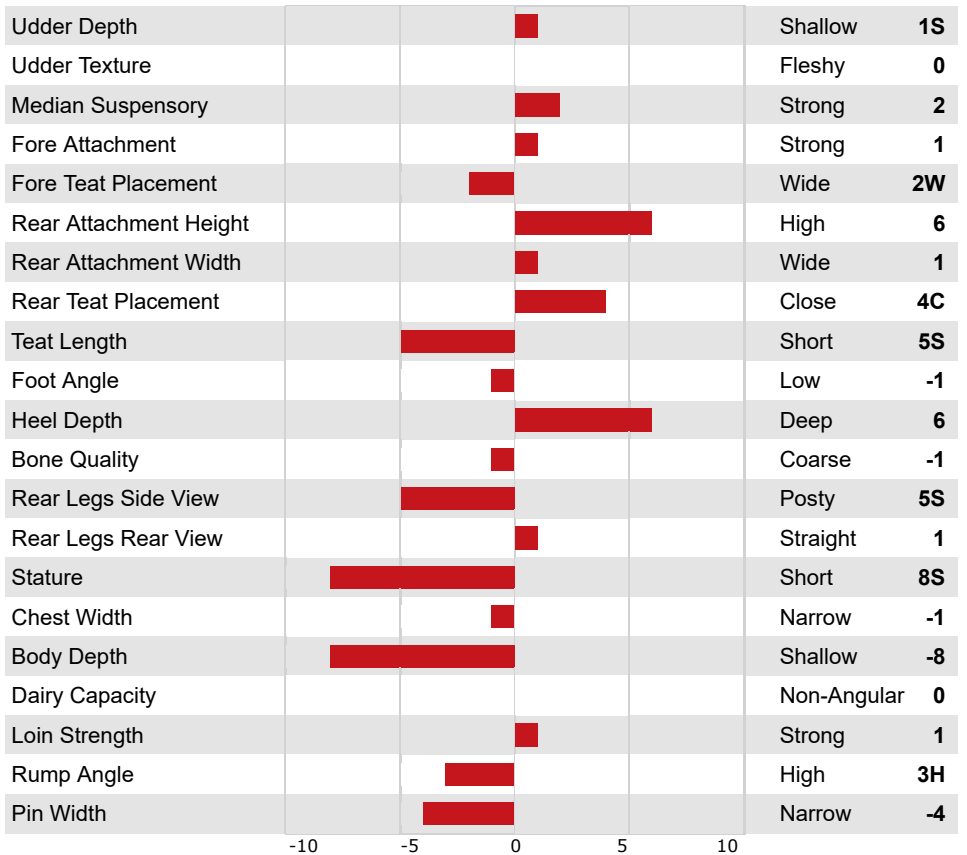 Udder Depth Shallow 1S
Udder Texture Fleshy 0
Median Suspensory Strong 2
Fore Attachment Strong 1
Fore Teat Placement Wide 2W
Rear Attachment Height High 6
Rear Attachment Width Wide 1
Rear Teat Placement Close 4C
Teat Length Short 5S
Foot Angle Low -1
Heel Depth Deep 6
Bone Quality Coarse -1
Rear Legs Side View Posty 5S
Rear Legs Rear View Straight 1
Stature Short 8S
Chest Width Narrow -1
Body Depth Shallow -8
Dairy Capacity Non-Angular 0
Loin Strength Strong 1
Rump Angle High 3H
Pin Width Narrow -4
-10 -5 0 5 10